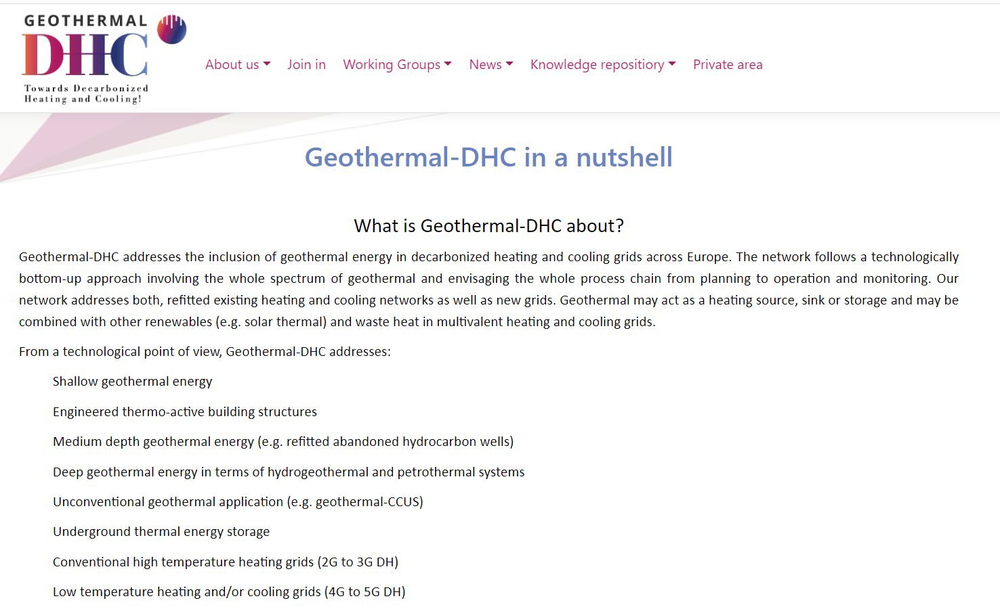 GEOTHERMAL
DHC
Towards Decarbonized
Heating and Cooling!
About us
Join in
Working Groups
News
Knowledge repositiory
Private area
Geothermal-DHC in a nutshell
What is Geothermal-DHC about?
Geothermal-DHC addresses the inclusion of geothermal energy in decarbonized heating and cooling grids across Europe. The network follows a technologically
bottom-up approach involving the whole spectrum of geothermal and envisaging the whole process chain from planning to operation and monitoring. Our
network addresses both, refitted existing heating and cooling networks as well as new grids. Geothermal may act as a heating source, sink or storage and may be
combined with other renewables (e.g. solar thermal) and waste heat in multivalent heating and cooling grids.
From a technological point of view, Geothermal-DHC addresses:
Shallow geothermal energy
Engineered thermo-active building structures
Medium depth geothermal energy (e.g. refitted abandoned hydrocarbon wells)
Deep geothermal energy in terms of hydrogeothermal and petrothermal systems
Unconventional geothermal application (e.g. geothermal-CCUS)
Underground thermal energy storage
Conventional high temperature heating grids (2G to 3G DH)
Low temperature heating and/or cooling grids (4G to 5G DH)